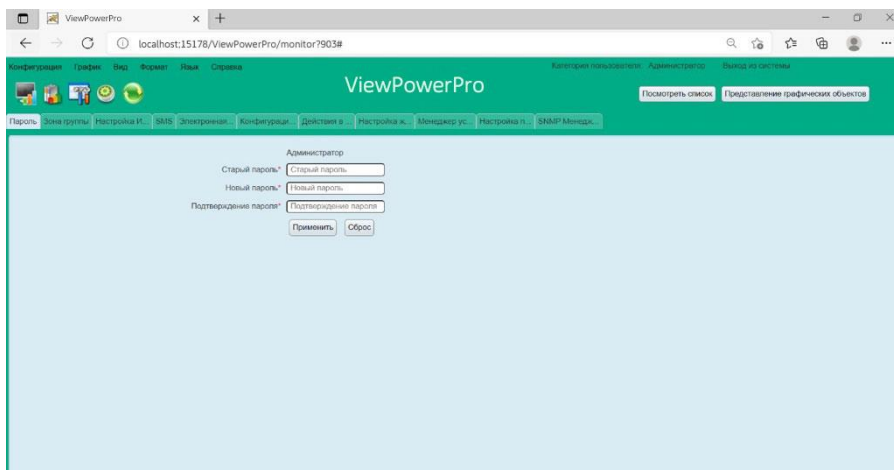 ViewPowerPro
localhost:15178/ViewPowerPro/monitor?903#
Конфигурация График Вид Формат Язык Справка
Категория пользователя: Администратор Выход из системы
ViewPowerPro
Посмотреть список Представление графических объектов
Пароль Зона группы Настройка И... SMS Электронная... Конфигураци... Действия в ... Настройка ж... Менеджер ус... Настройка п... SNMP Менедж...
Администратор
Старый пароль* Старый пароль
Новый пароль* Новый пароль
Подтверждение пароля* Подтверждение пароля
Применить Сброс